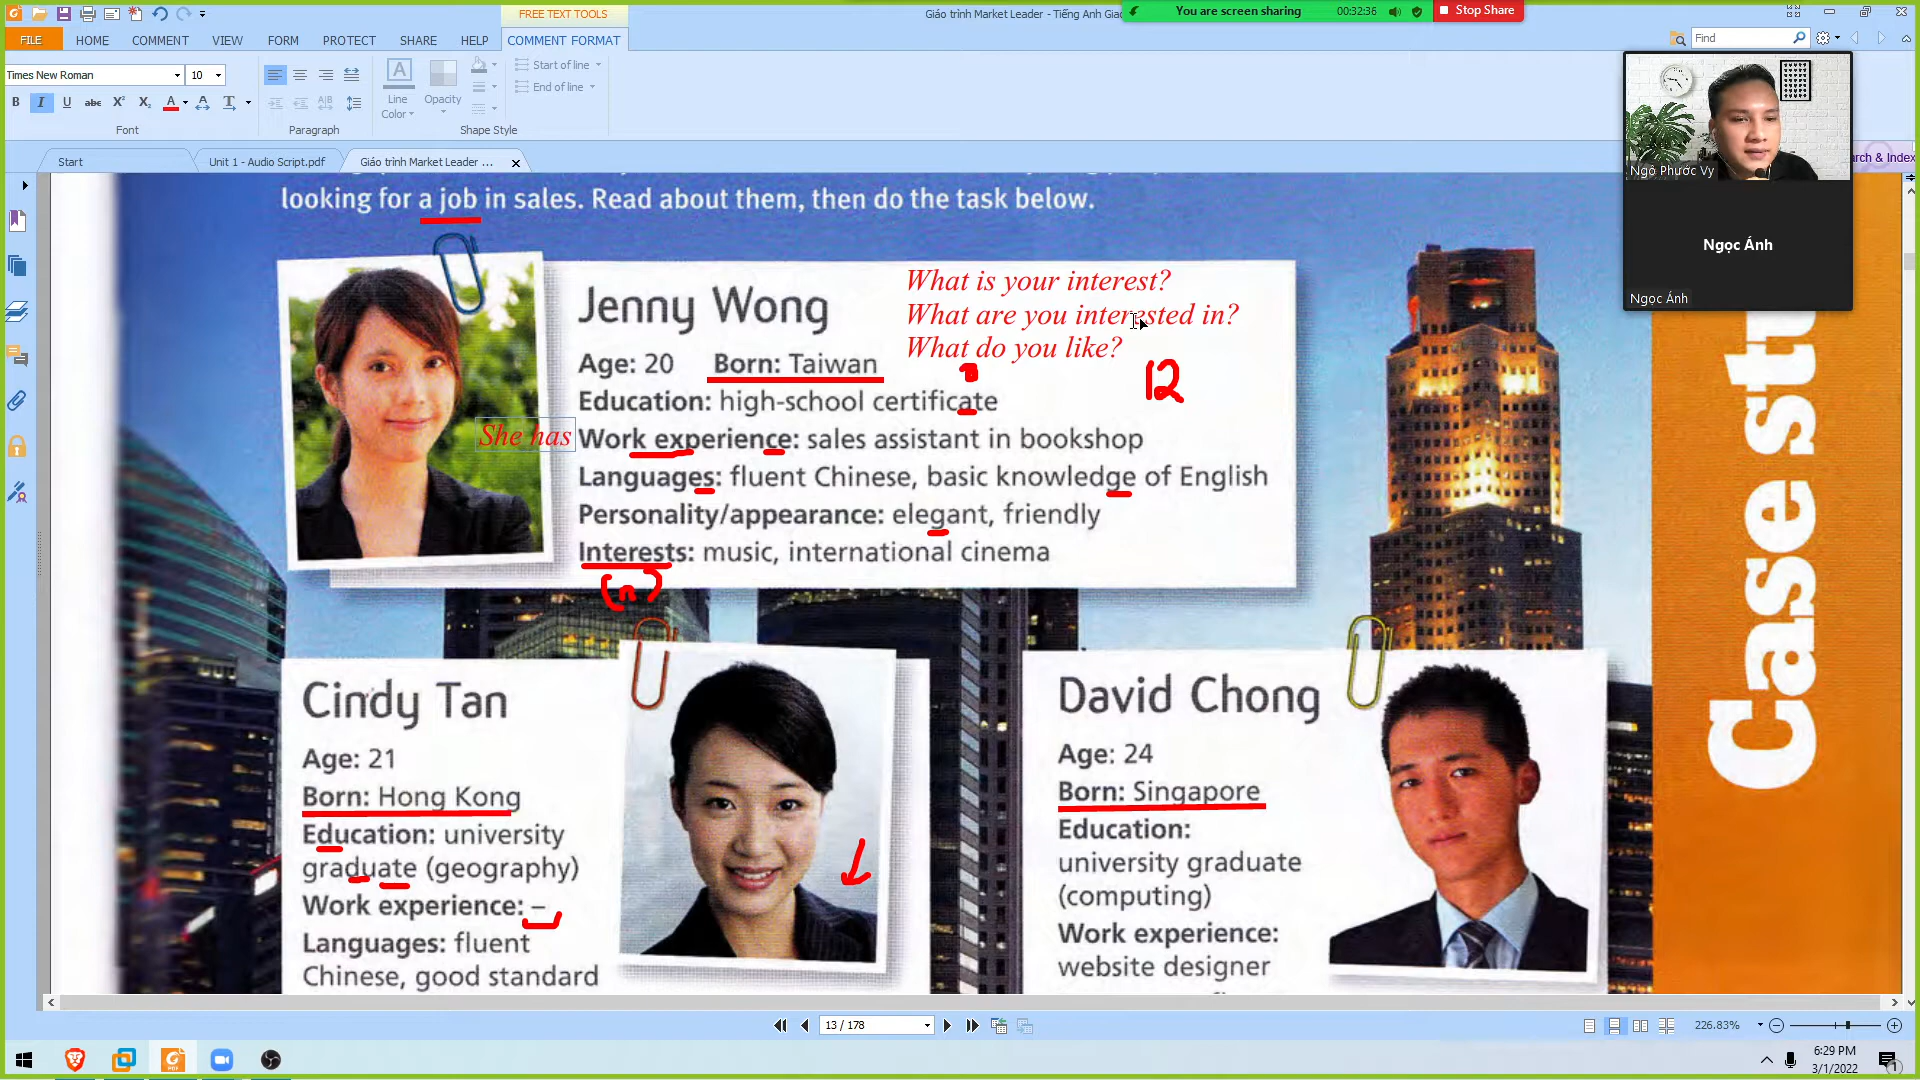 FREE TEXT TOOLS
Giáo trình Market Leader - Tiếng Anh Giao
You are screen sharing
00:32:36
Stop Share
FILE HOME COMMENT VIEW FORM PROTECT SHARE HELP COMMENT FORMAT
Find
Times New Roman 10
Start of line
End of line
B I U abc X² X₂ A A T
Line Color
Opacity
Font
Paragraph
Shape Style
Start
Unit 1 - Audio Script.pdf
Giáo trình Market Leader ...
rch & Index
Ngô Phước Vy
Ngọc Ánh
Ngọc Ánh
looking for a job in sales. Read about them, then do the task below.
Jenny Wong
What is your interest?
What are you interested in?
What do you like?
12
Age: 20 Born: Taiwan
Education: high-school certificate
She has
Work experience: sales assistant in bookshop
Languages: fluent Chinese, basic knowledge of English
Personality/appearance: elegant, friendly
Interests: music, international cinema
(n)
Cindy Tan
Age: 21
Born: Hong Kong
Education: university
graduate (geography)
Work experience: –
Languages: fluent
Chinese, good standard
David Chong
Age: 24
Born: Singapore
Education:
university graduate
(computing)
Work experience:
website designer
Case stu
13 / 178
226.83%
6:29 PM
3/1/2022